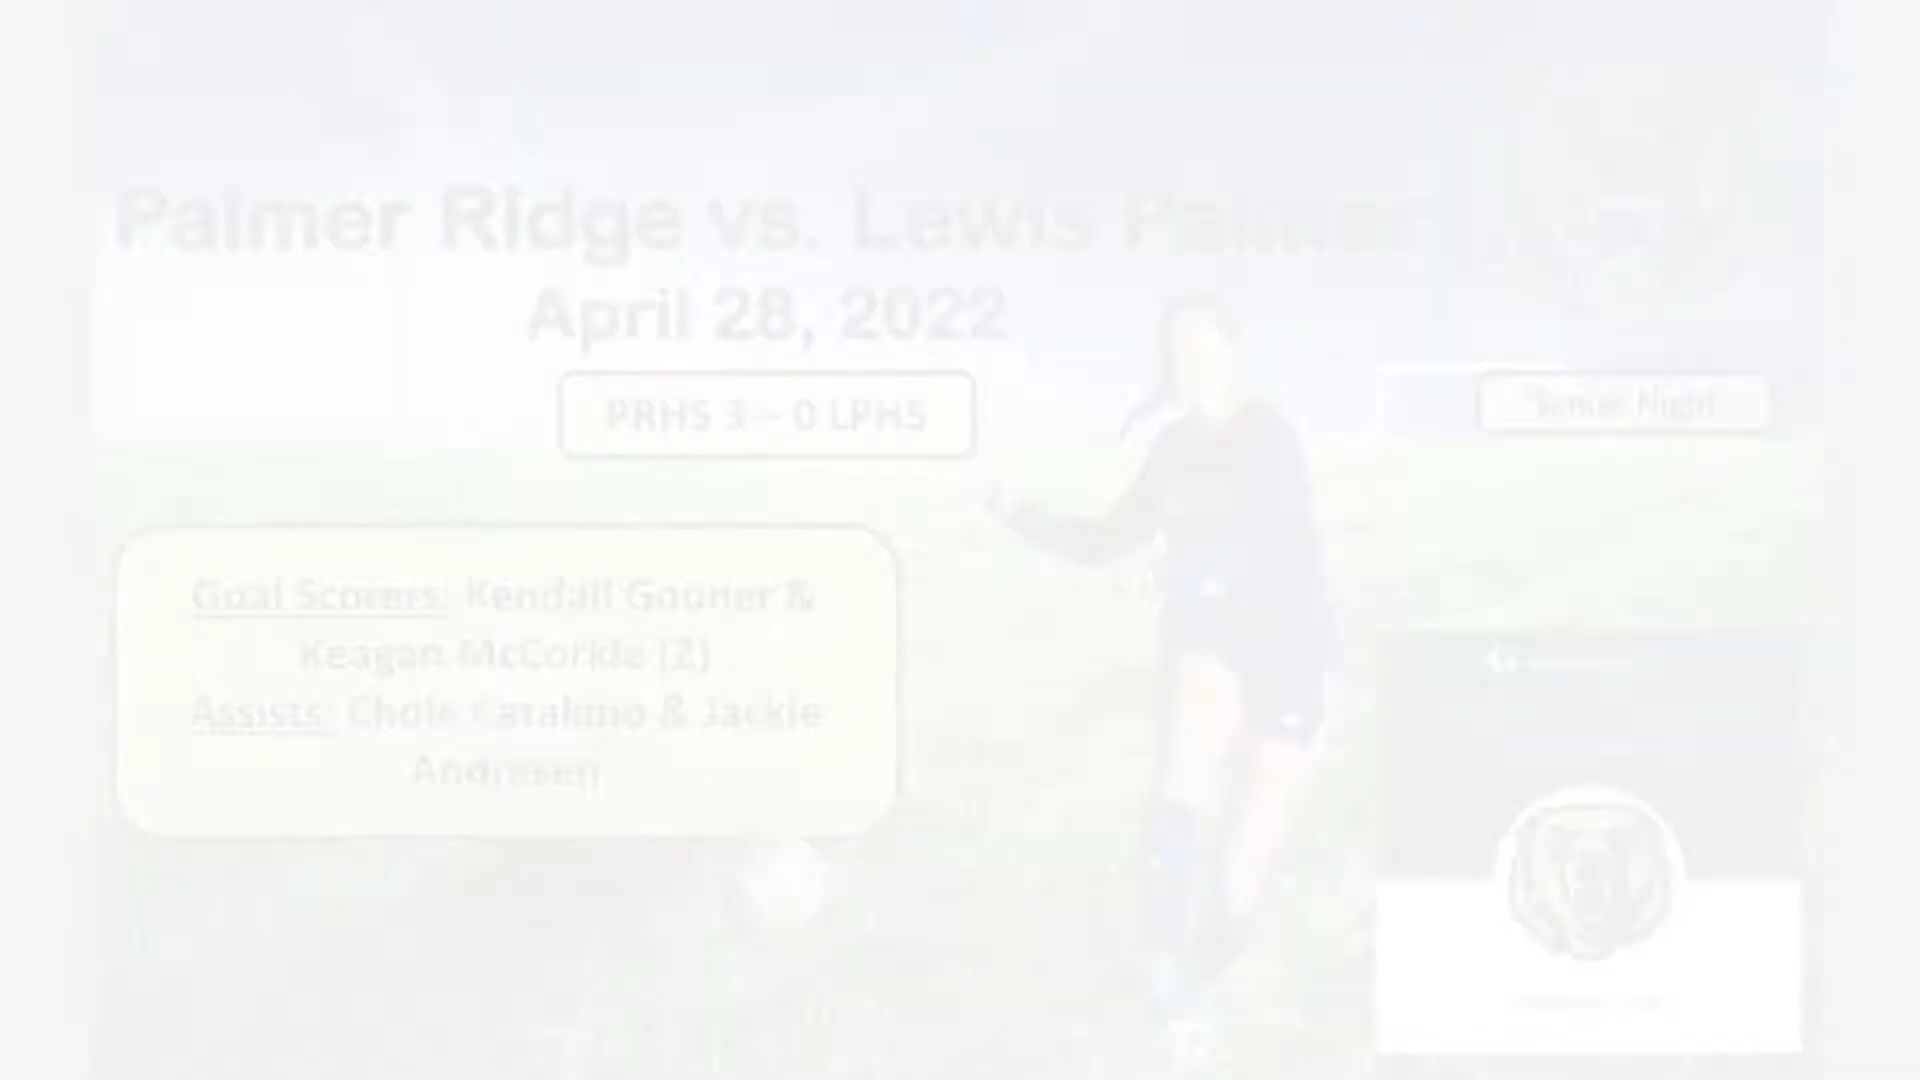 Palmer Ridge vs. Lewis Palmer
April 28, 2022
PRHS 3 – 0 LPHS
Senior Night
Goal Scorers: Kendall Gouner &
Keagan McCorkle (2)
Assists: Chole Catalino & Jackie
Andresen